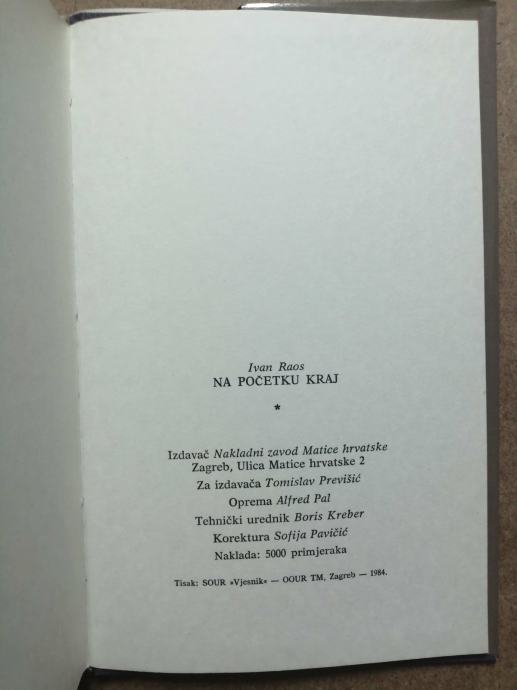 Ivan Raos
NA POČETKU KRAJ
*
Izdavač Nakladni zavod Matice hrvatske
Zagreb, Ulica Matice hrvatske 2
Za izdavača Tomislav Previšić
Oprema Alfred Pal
Tehnički urednik Boris Kreber
Korektura Sofija Pavičić
Naklada: 5000 primjeraka
Tisak: SOUR »Vjesnik« — OOUR TM, Zagreb — 1984.